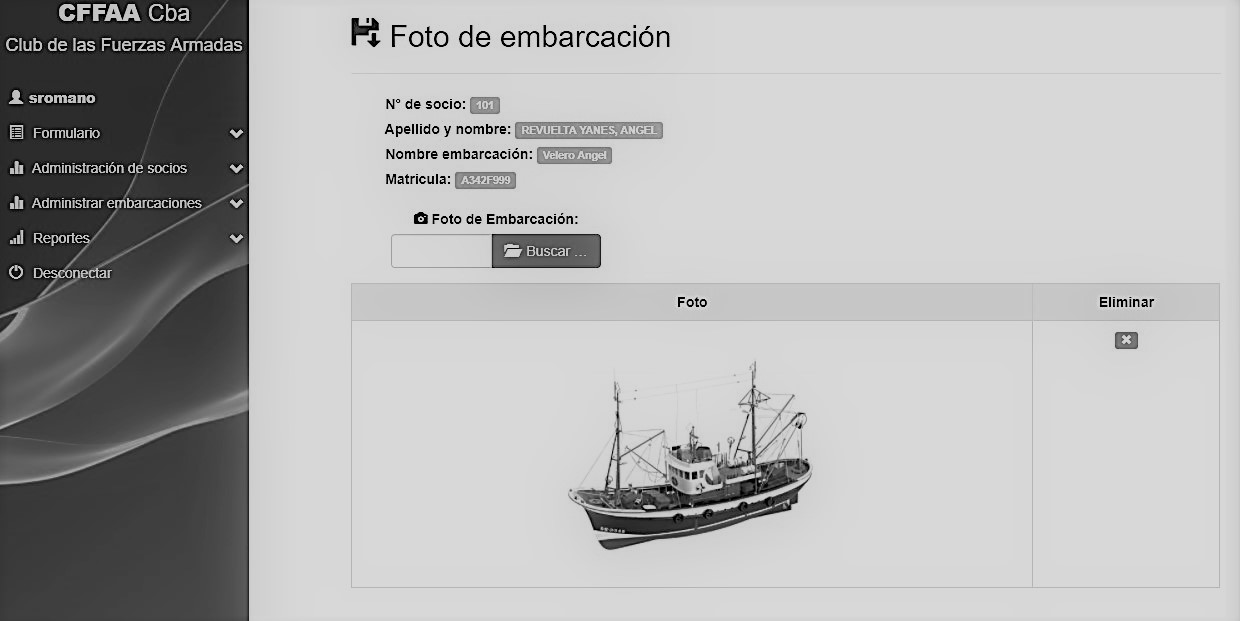 CFFAA Cba
Club de las Fuerzas Armadas
sromano
Formulario
Administración de socios
Administrar embarcaciones
Reportes
Desconectar
Foto de embarcación
N° de socio: 101
Apellido y nombre: REVUELTA YANES, ANGEL
Nombre embarcación: Velero Angel
Matricula: A342F999
Foto de Embarcación:
Buscar ...
Foto
Eliminar